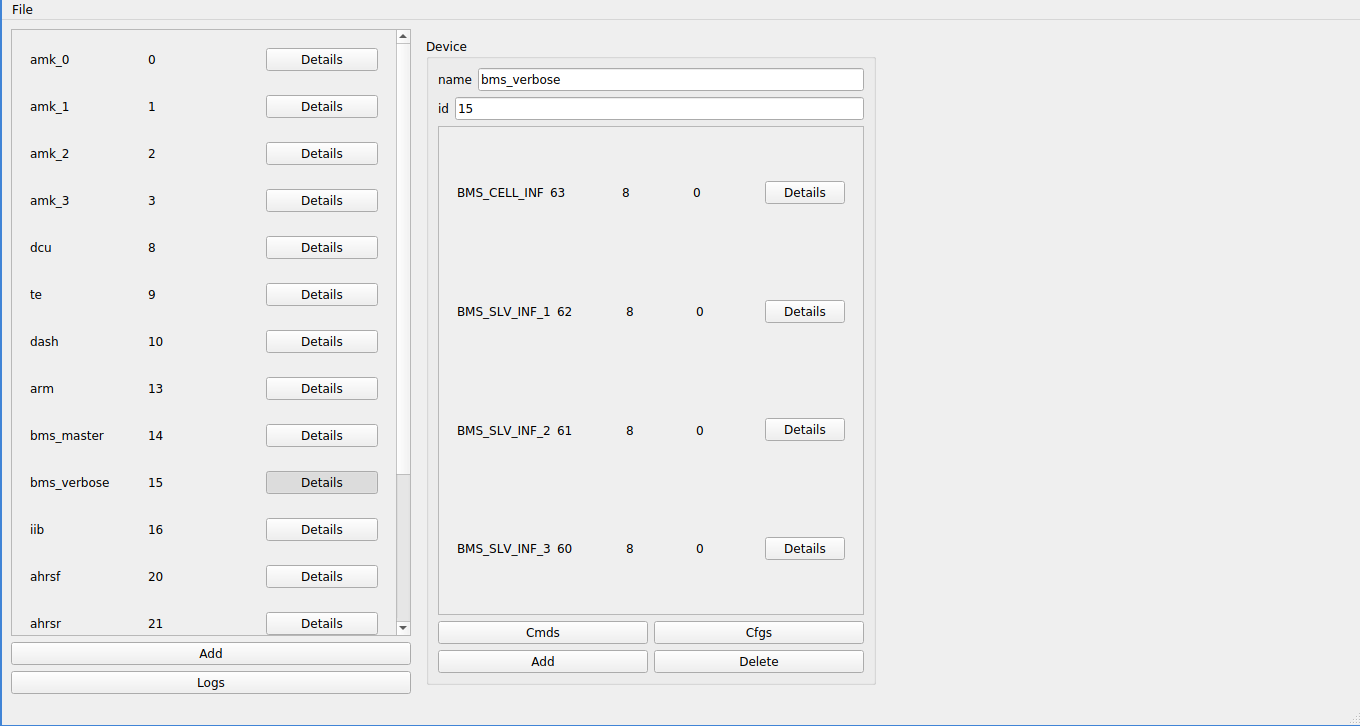 File
amk_0 0 Details
amk_1 1 Details
amk_2 2 Details
amk_3 3 Details
dcu 8 Details
te 9 Details
dash 10 Details
arm 13 Details
bms_master 14 Details
bms_verbose 15 Details
iib 16 Details
ahrsf 20 Details
ahrsr 21 Details
Add
Logs
Device
name bms_verbose
id 15
BMS_CELL_INF 63 8 0 Details
BMS_SLV_INF_1 62 8 0 Details
BMS_SLV_INF_2 61 8 0 Details
BMS_SLV_INF_3 60 8 0 Details
Cmds Cfgs
Add Delete